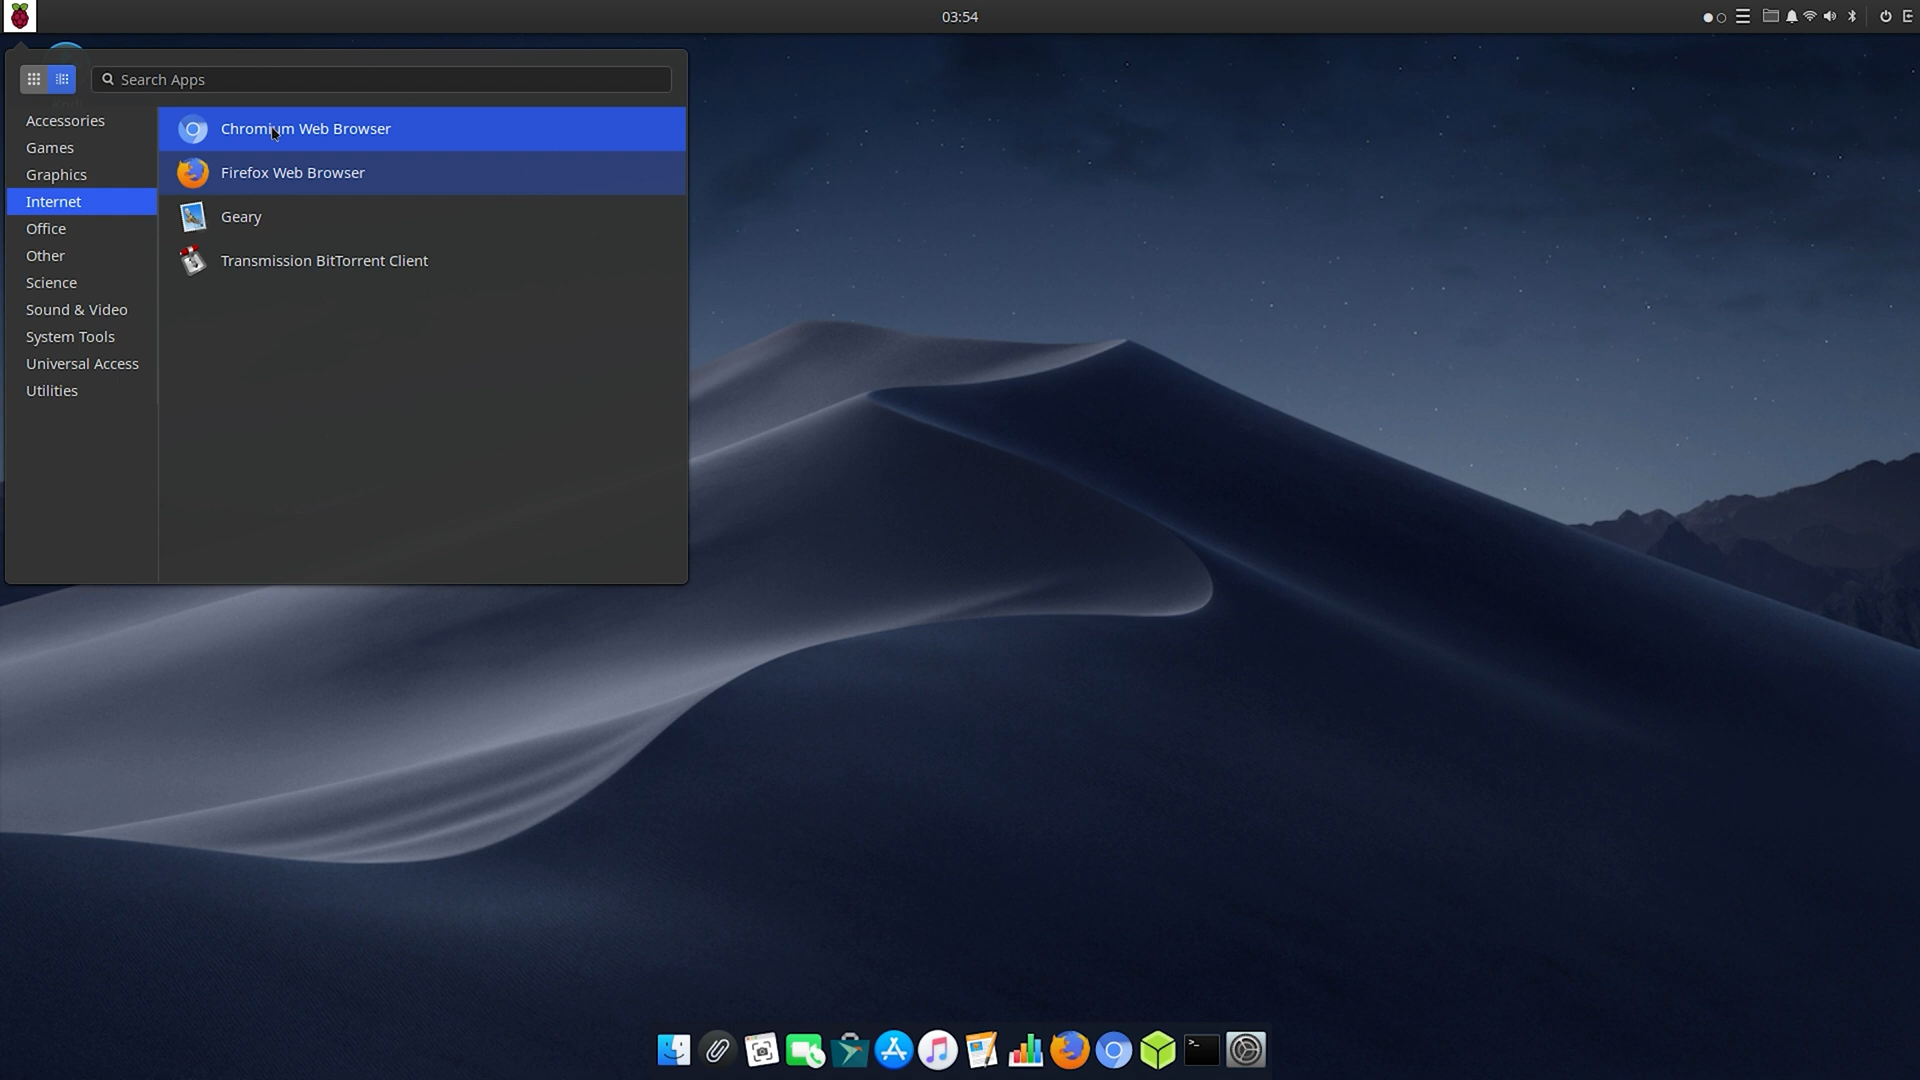 03:54
Search Apps
Accessories
Games
Graphics
Internet
Office
Other
Science
Sound & Video
System Tools
Universal Access
Utilities
Chromium Web Browser
Firefox Web Browser
Geary
Transmission BitTorrent Client
>_